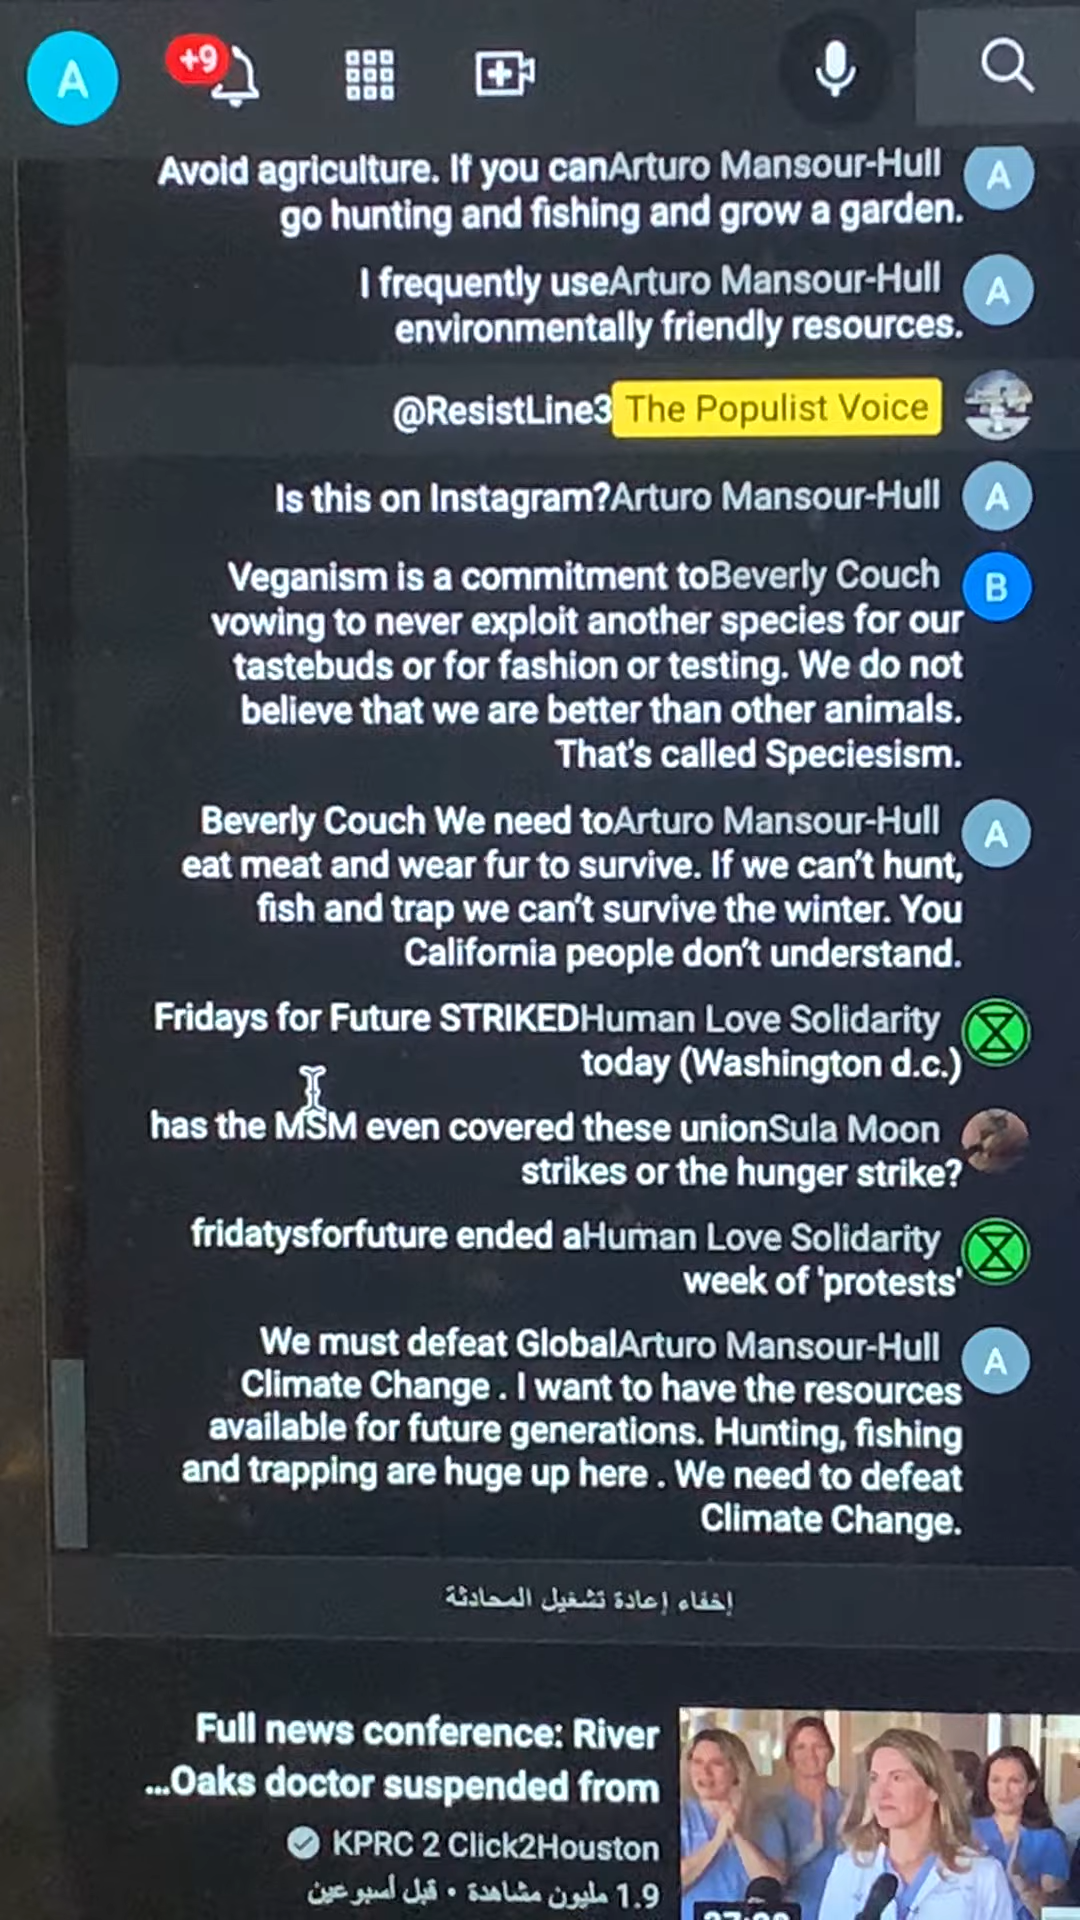 A
+9
Avoid agriculture. If you canArturo Mansour-Hull A
go hunting and fishing and grow a garden.
I frequently useArturo Mansour-Hull A
environmentally friendly resources.
@ResistLine3 The Populist Voice
Is this on Instagram?Arturo Mansour-Hull A
Veganism is a commitment toBeverly Couch B
vowing to never exploit another species for our
tastebuds or for fashion or testing. We do not
believe that we are better than other animals.
That's called Speciesism.
Beverly Couch We need toArturo Mansour-Hull A
eat meat and wear fur to survive. If we can't hunt,
fish and trap we can't survive the winter. You
California people don't understand.
Fridays for Future STRIKEDHuman Love Solidarity
today (Washington d.c.)
has the MSM even covered these unionSula Moon
strikes or the hunger strike?
fridatysforfuture ended aHuman Love Solidarity
week of 'protests'
We must defeat GlobalArturo Mansour-Hull A
Climate Change . I want to have the resources
available for future generations. Hunting, fishing
and trapping are huge up here . We need to defeat
Climate Change.
إخفاء إعادة تشغيل المحادثة
Full news conference: River
...Oaks doctor suspended from
KPRC 2 Click2Houston
1.9 مليون مشاهدة • قبل أسبوعين